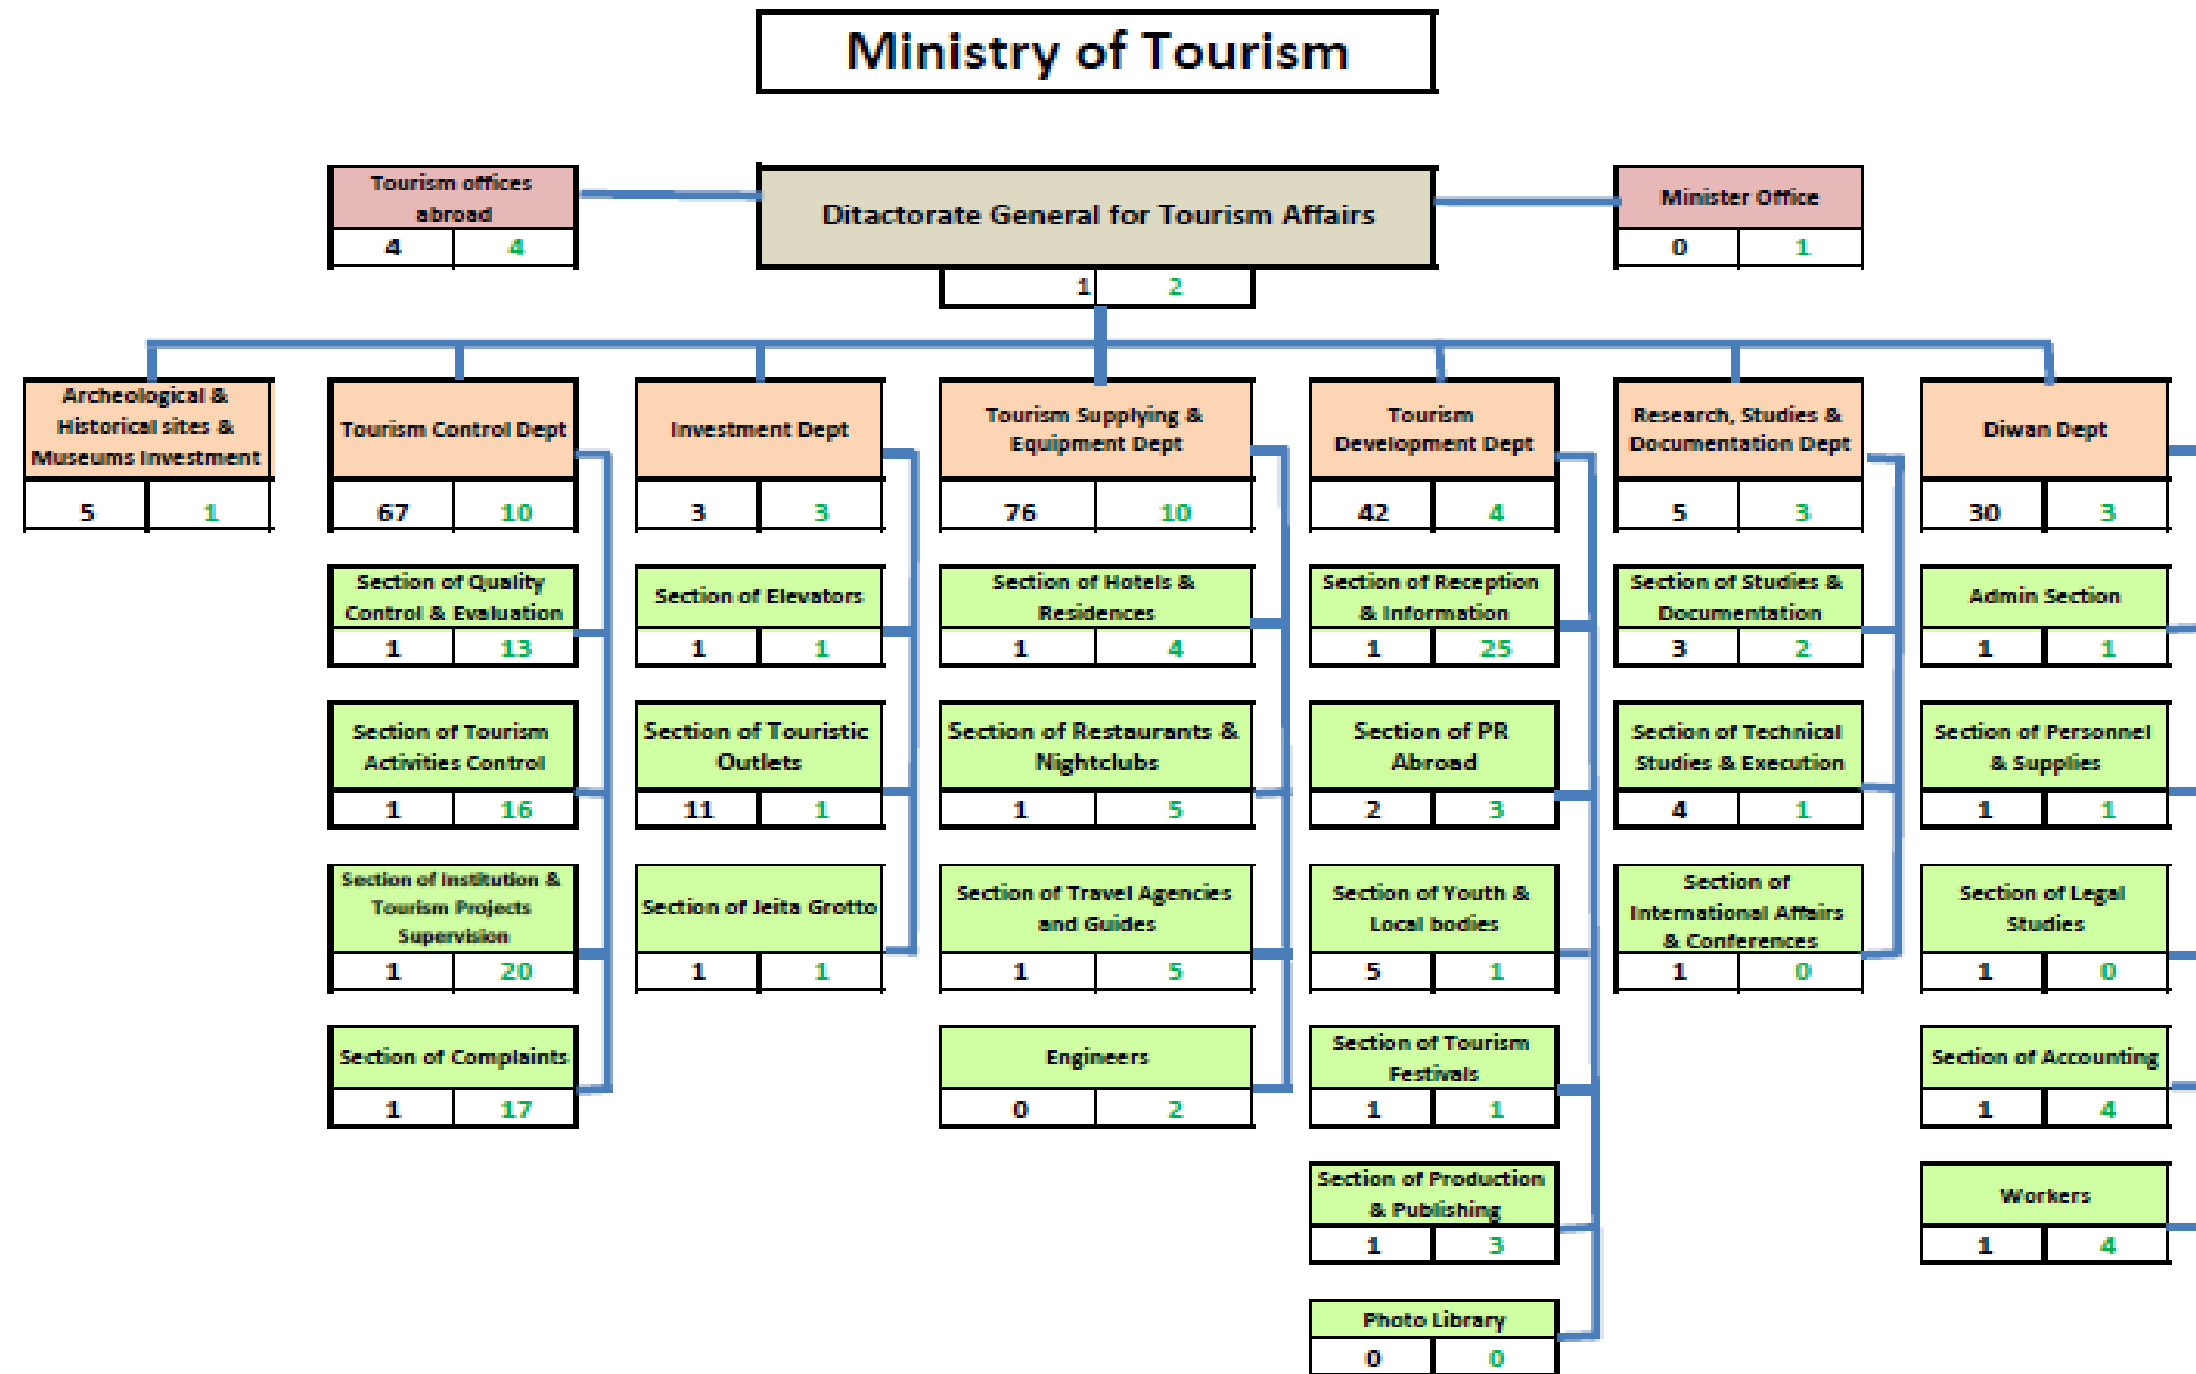 Ministry of Tourism
Tourism offices
abroad
4 4
Ditactorate General for Tourism Affairs
1 2
Minister Office
0 1
Archeological &
Historical sites &
Museums Investment
5 1
Tourism Control Dept
67 10
Section of Quality
Control & Evaluation
1 13
Section of Tourism
Activities Control
1 16
Section of Institution &
Tourism Projects
Supervision
1 20
Section of Complaints
1 17
Investment Dept
3 3
Section of Elevators
1 1
Section of Touristic
Outlets
11 1
Section of Jeita Grotto
1 1
Tourism Supplying &
Equipment Dept
76 10
Section of Hotels &
Residences
1 4
Section of Restaurants &
Nightclubs
1 5
Section of Travel Agencies
and Guides
1 5
Engineers
0 2
Tourism
Development Dept
42 4
Section of Reception
& Information
1 25
Section of PR
Abroad
2 3
Section of Youth &
Local bodies
5 1
Section of Tourism
Festivals
1 1
Section of Production
& Publishing
1 3
Photo Library
0 0
Research, Studies &
Documentation Dept
5 3
Section of Studies &
Documentation
3 2
Section of Technical
Studies & Execution
4 1
Section of
International Affairs
& Conferences
1 0
Diwan Dept
30 3
Admin Section
1 1
Section of Personnel
& Supplies
1 1
Section of Legal
Studies
1 0
Section of Accounting
1 4
Workers
1 4